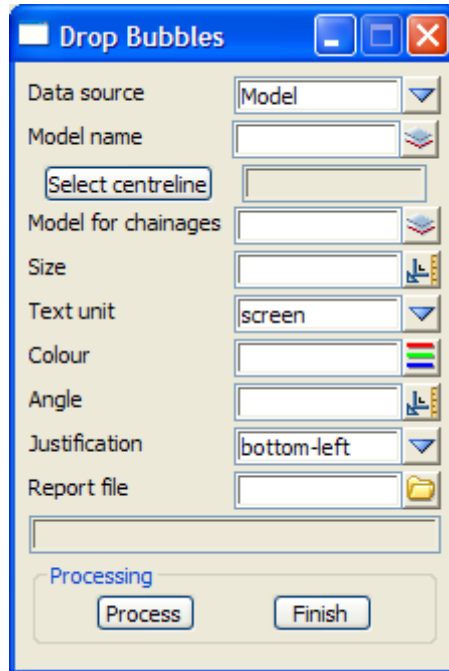 Drop Bubbles
Data source Model
Model name
Select centreline
Model for chainages
Size
Text unit screen
Colour
Angle
Justification bottom-left
Report file
Processing
Process Finish